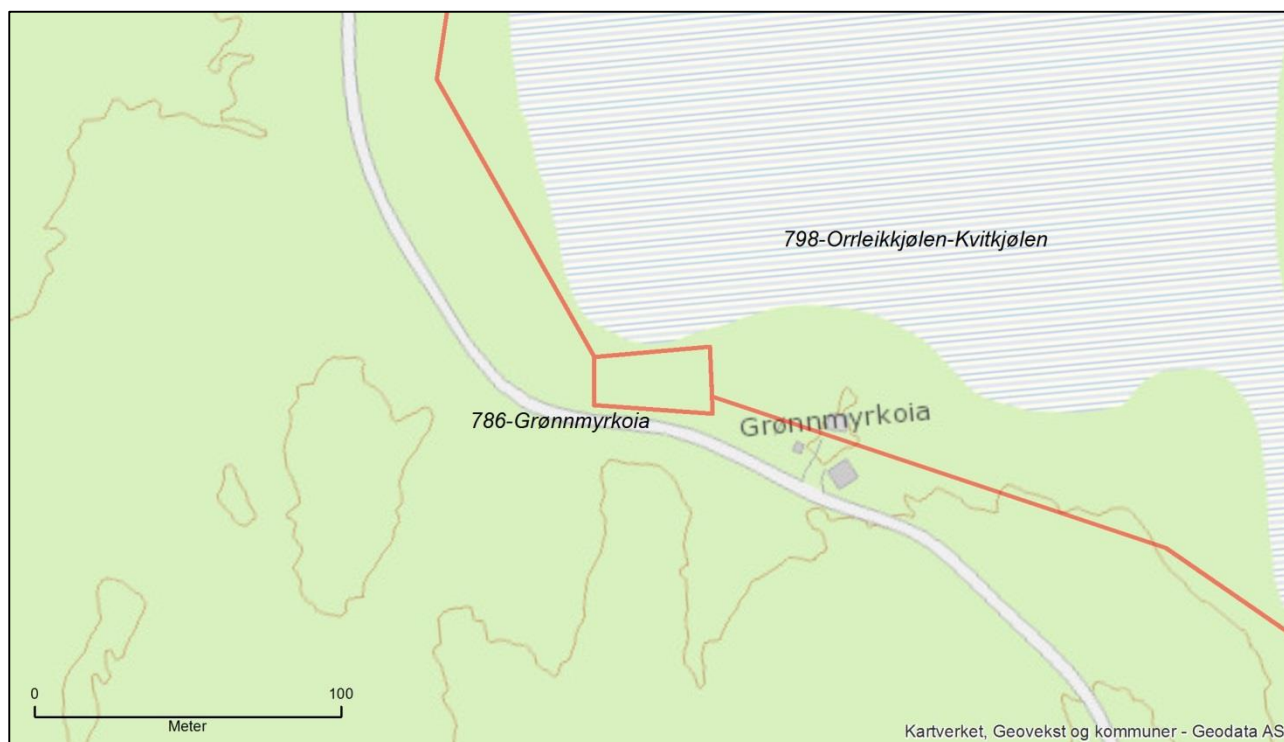 798-Orrleikkjølen-Kvitkjølen
786-Grønnmyrkoia
Grønnmyrkoia
0 100
Meter
Kartverket, Geovekst og kommuner - Geodata AS